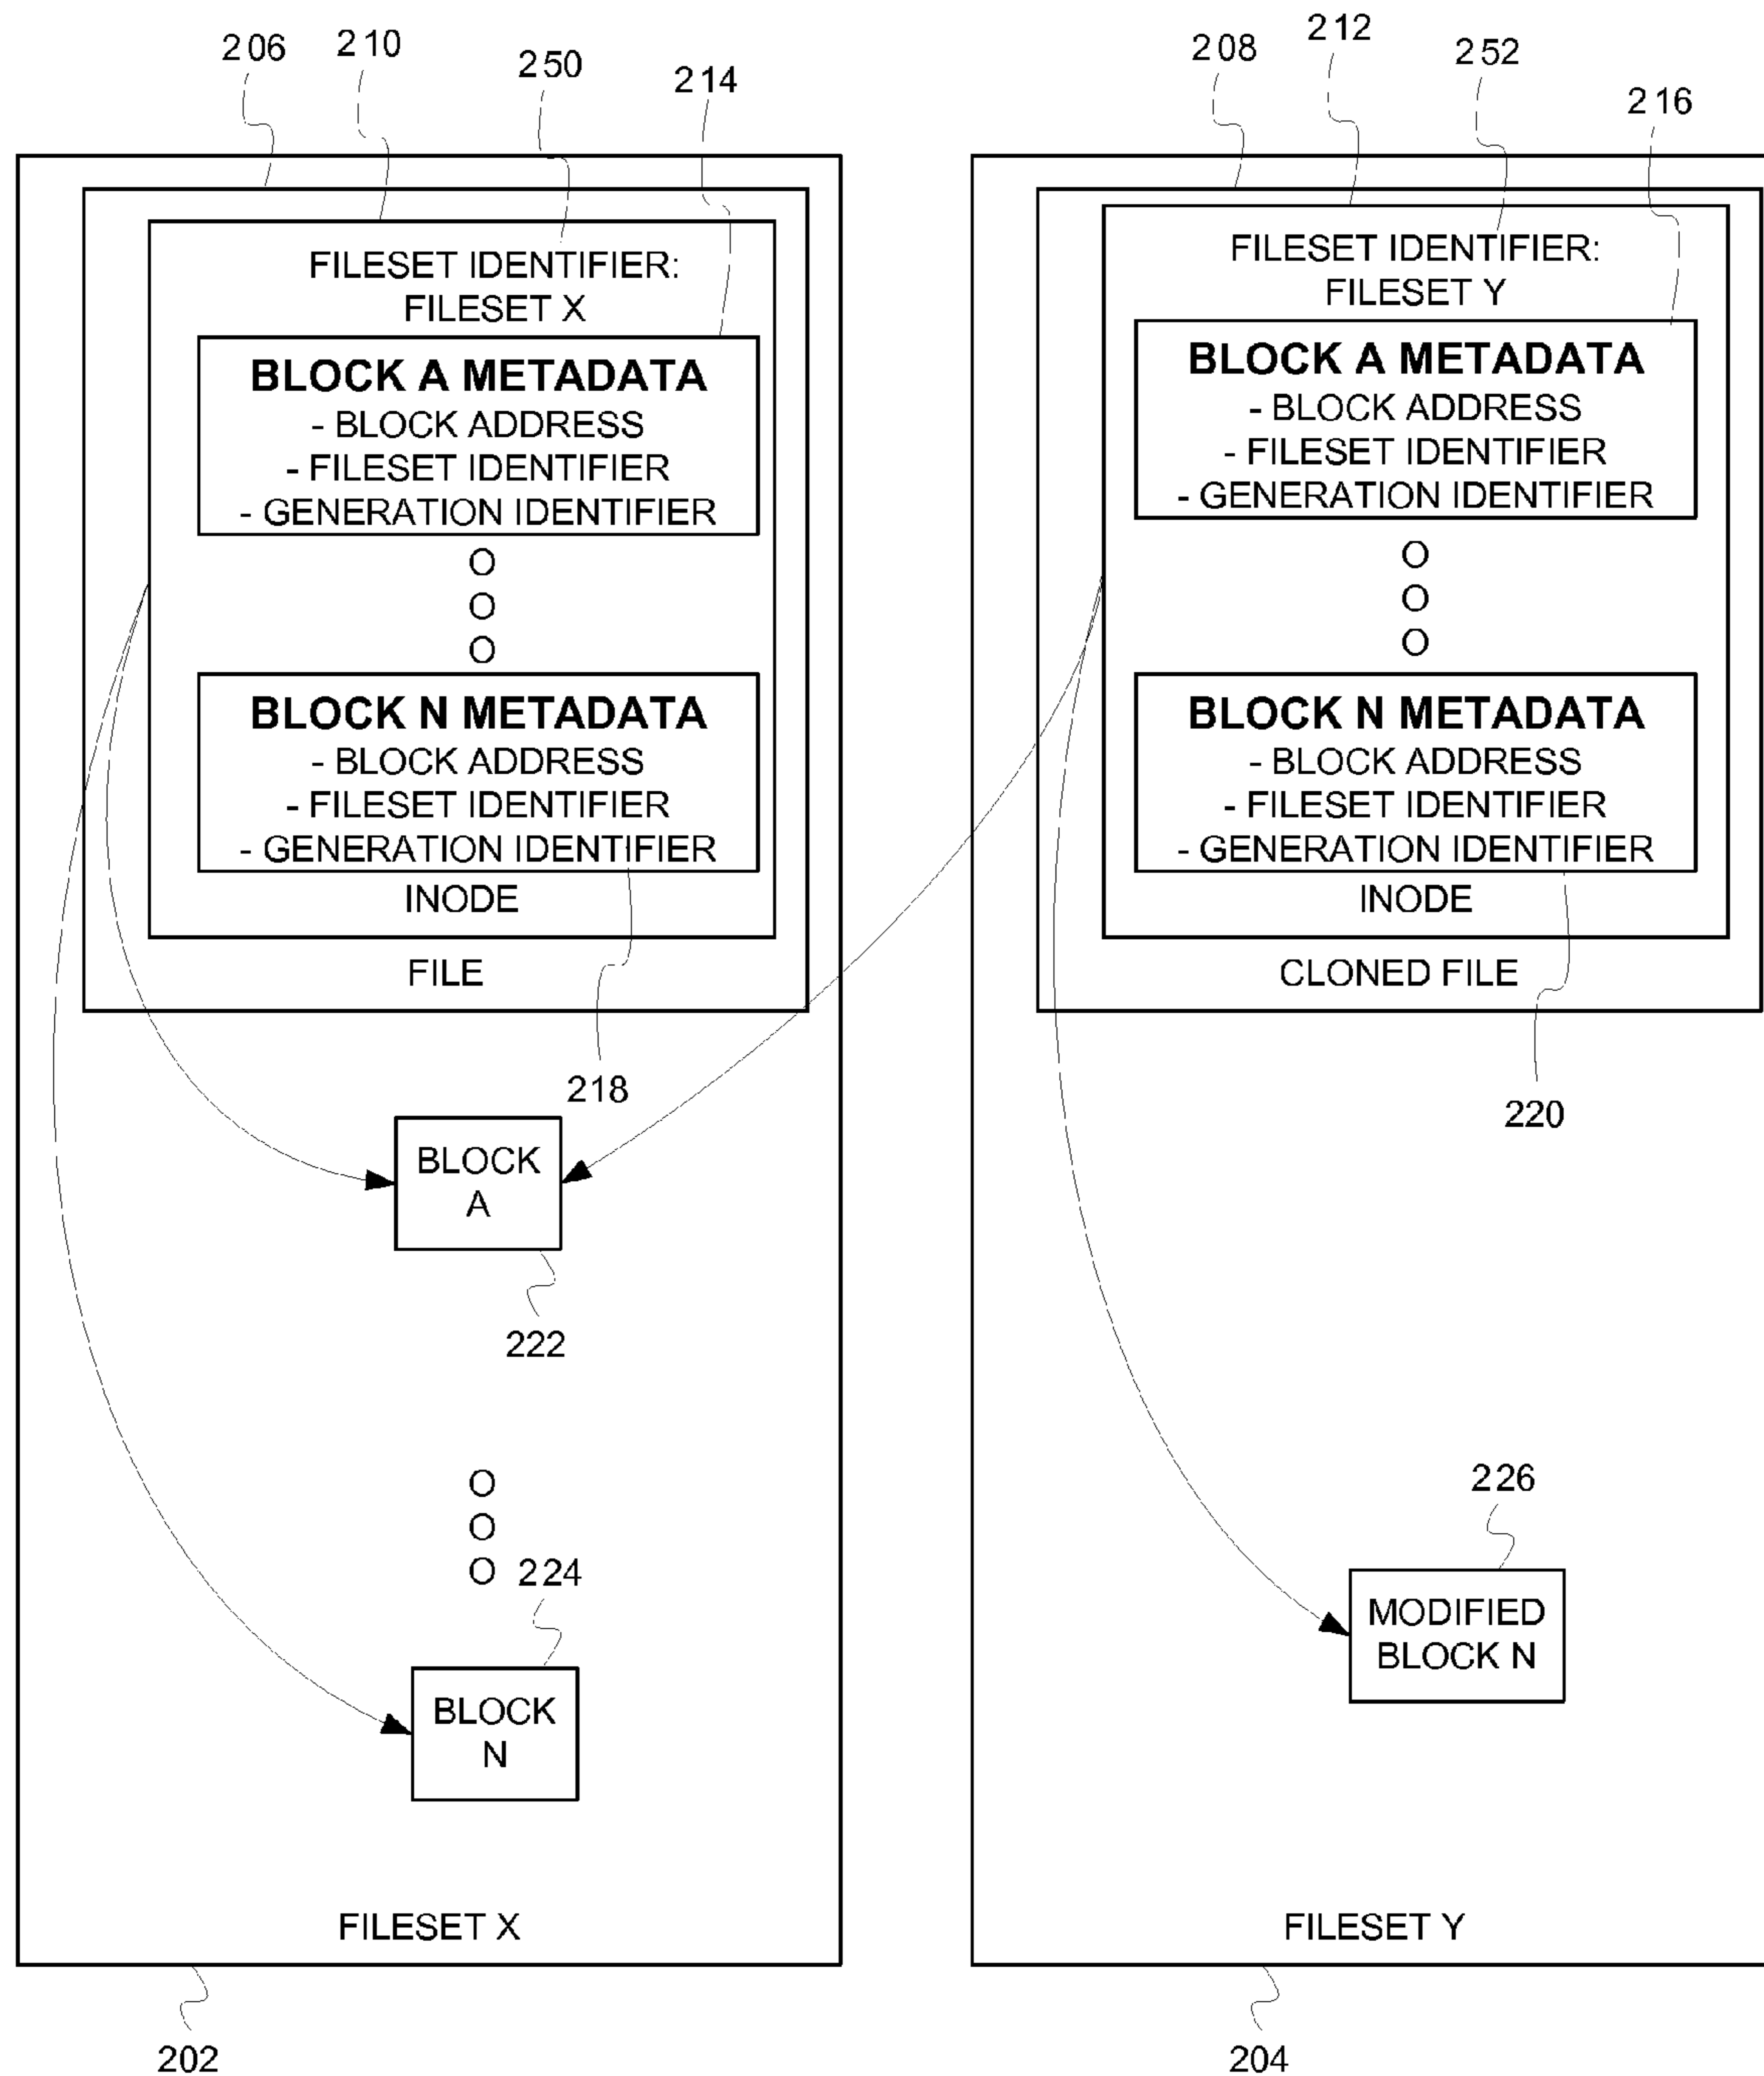 206
210
250
214
FILESET IDENTIFIER:
FILESET X
BLOCK A METADATA
- BLOCK ADDRESS
- FILESET IDENTIFIER
- GENERATION IDENTIFIER
O
O
O
BLOCK N METADATA
- BLOCK ADDRESS
- FILESET IDENTIFIER
- GENERATION IDENTIFIER
INODE
FILE
218
BLOCK
A
222
O
O
O
224
BLOCK
N
FILESET X
202
208
212
252
216
FILESET IDENTIFIER:
FILESET Y
BLOCK A METADATA
- BLOCK ADDRESS
- FILESET IDENTIFIER
- GENERATION IDENTIFIER
O
O
O
BLOCK N METADATA
- BLOCK ADDRESS
- FILESET IDENTIFIER
- GENERATION IDENTIFIER
INODE
CLONED FILE
220
226
MODIFIED
BLOCK N
FILESET Y
204